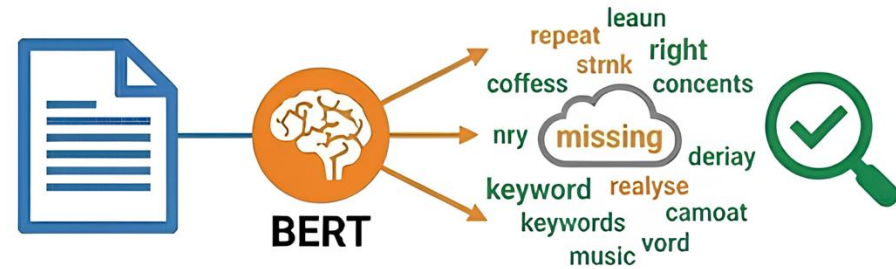 leaun
repeat
right
strnk
coffess
concents
nry
missing
deriay
keyword
realyse
camoat
keywords
vord
music
BERT